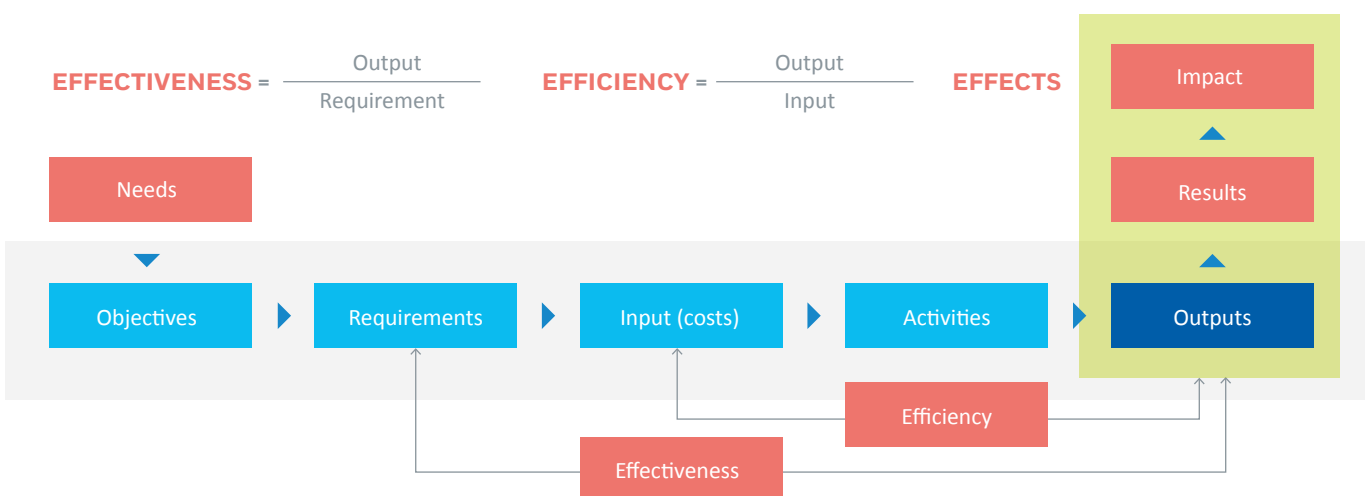 EFFECTIVENESS = Output
Requirement
EFFICIENCY = Output
Input
EFFECTS
Impact
Needs
Results
Objectives
Requirements
Input (costs)
Activities
Outputs
Efficiency
Effectiveness